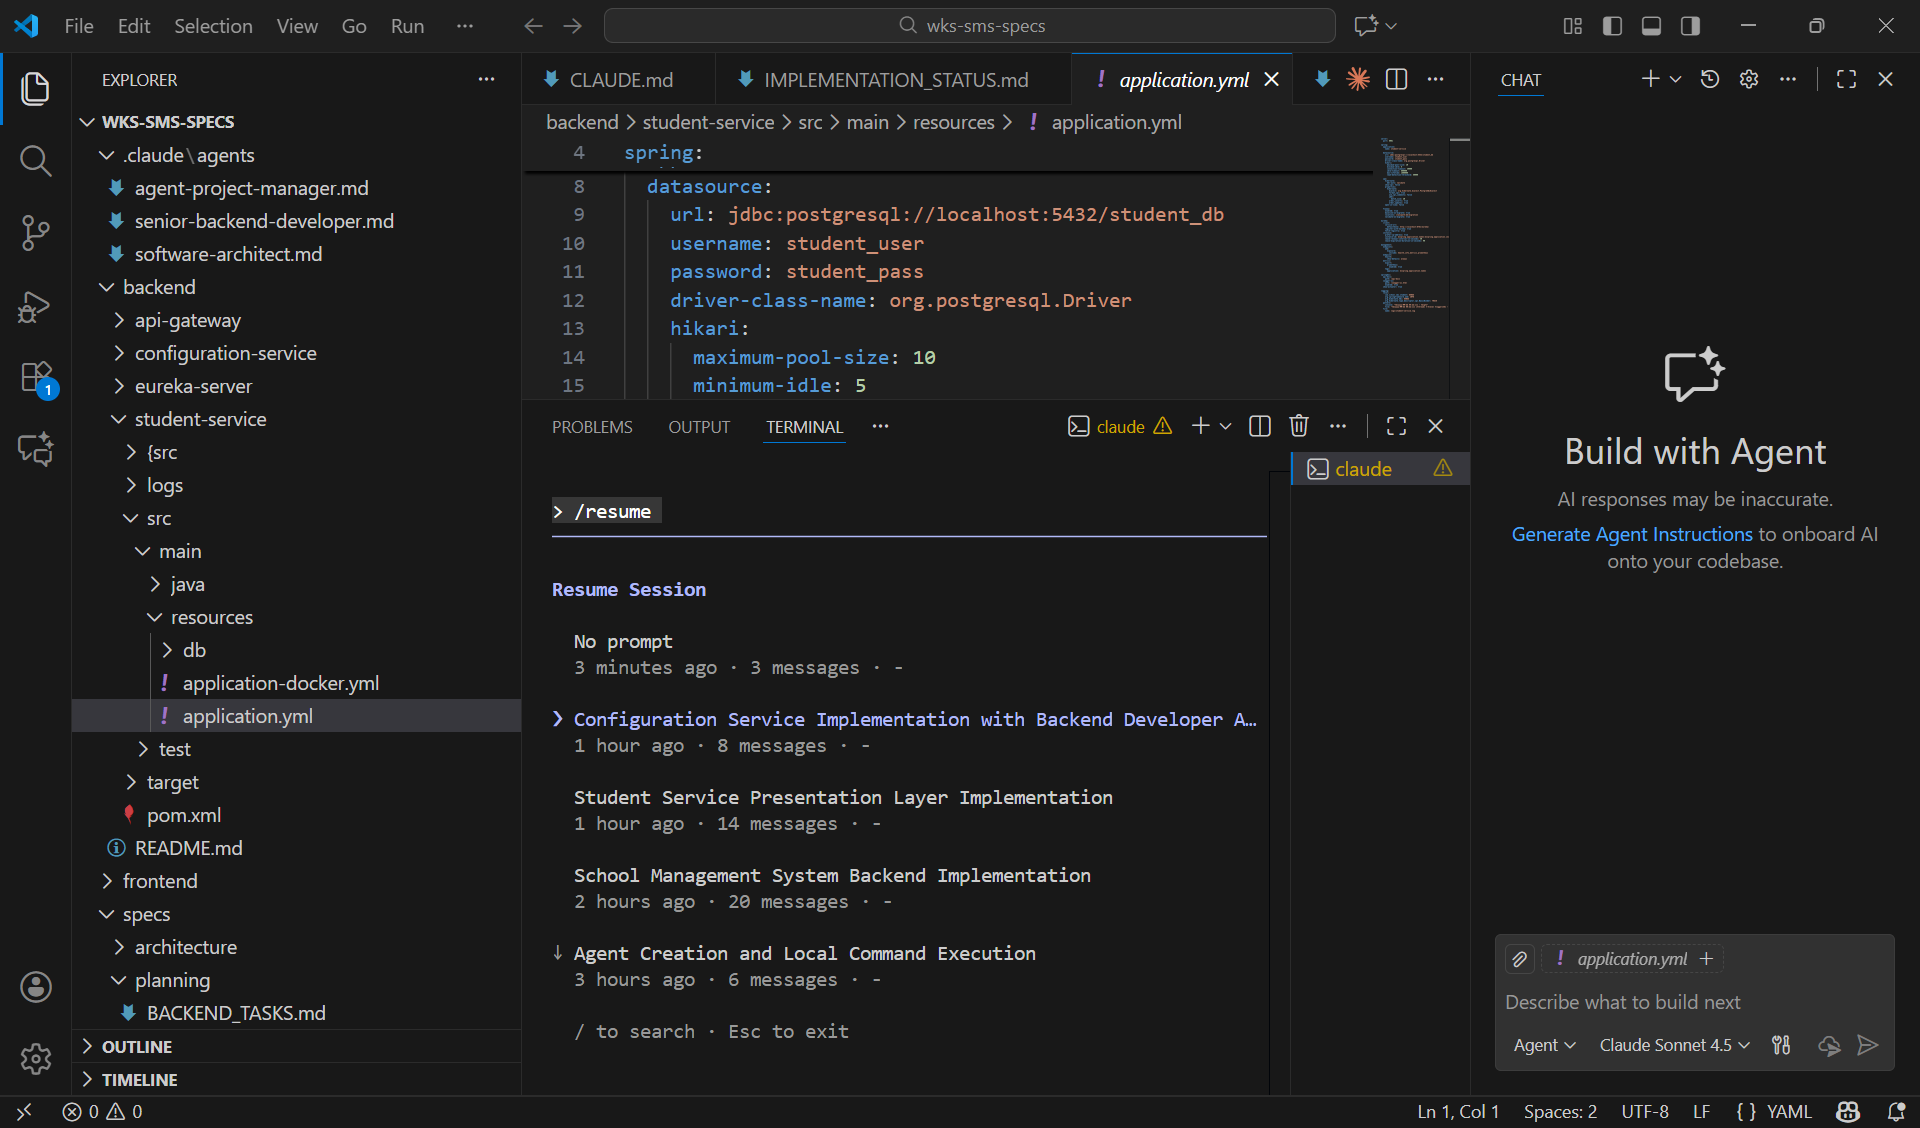 File Edit Selection View Go Run ···
wks-sms-specs
EXPLORER
WKS-SMS-SPECS
.claude\agents
agent-project-manager.md
senior-backend-developer.md
software-architect.md
backend
api-gateway
configuration-service
eureka-server
student-service
{src
logs
src
main
java
resources
db
! application-docker.yml
! application.yml
test
target
pom.xml
README.md
frontend
specs
architecture
planning
BACKEND_TASKS.md
OUTLINE
TIMELINE
1
CLAUDE.md
IMPLEMENTATION_STATUS.md
! application.yml
backend > student-service > src > main > resources > ! application.yml
4 spring:
8 datasource:
9 url: jdbc:postgresql://localhost:5432/student_db
10 username: student_user
11 password: student_pass
12 driver-class-name: org.postgresql.Driver
13 hikari:
14 maximum-pool-size: 10
15 minimum-idle: 5
PROBLEMS OUTPUT TERMINAL ···
claude
claude
> /resume
Resume Session
No prompt
3 minutes ago · 3 messages · -
❯ Configuration Service Implementation with Backend Developer A…
1 hour ago · 8 messages · -
Student Service Presentation Layer Implementation
1 hour ago · 14 messages · -
School Management System Backend Implementation
2 hours ago · 20 messages · -
↓ Agent Creation and Local Command Execution
3 hours ago · 6 messages · -
/ to search · Esc to exit
CHAT
Build with Agent
AI responses may be inaccurate.
Generate Agent Instructions to onboard AI
onto your codebase.
! application.yml +
Describe what to build next
Agent Claude Sonnet 4.5
0 0
Ln 1, Col 1 Spaces: 2 UTF-8 LF { } YAML